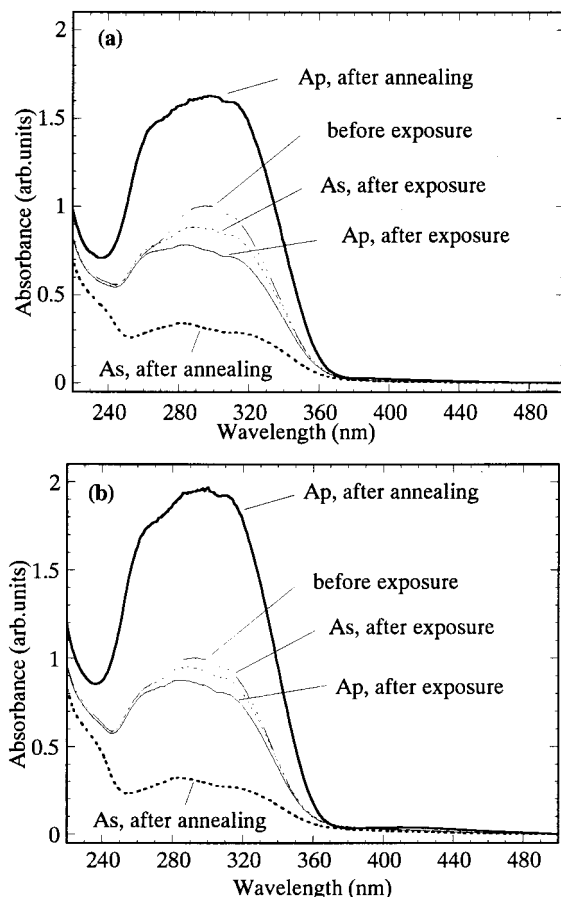 (a)
2
1.5
1
0.5
0
Absorbance (arb.units)
Ap, after annealing
before exposure
As, after exposure
Ap, after exposure
As, after annealing
240 280 320 360 400 440 480
Wavelength (nm)
(b)
2
1.5
1
0.5
0
Absorbance (arb.units)
Ap, after annealing
before exposure
As, after exposure
Ap, after exposure
As, after annealing
240 280 320 360 400 440 480
Wavelength (nm)